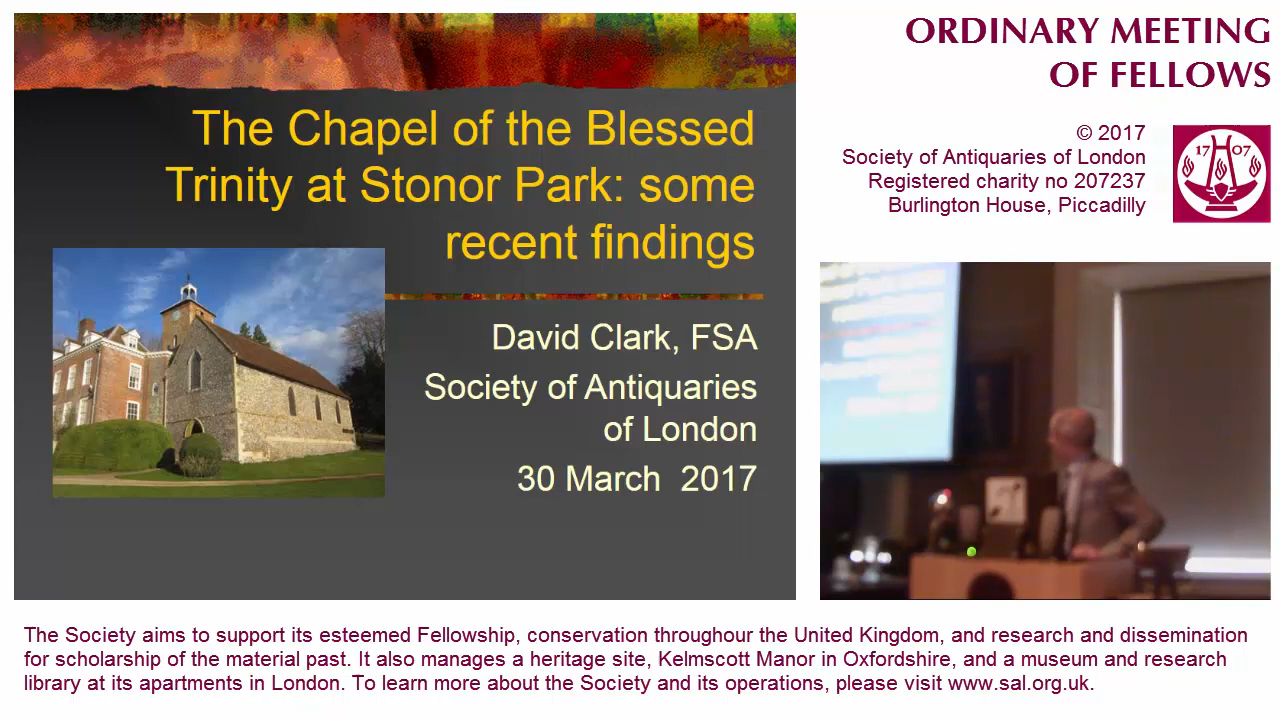 The Chapel of the Blessed
Trinity at Stonor Park: some
recent findings
David Clark, FSA
Society of Antiquaries
of London
30 March 2017
ORDINARY MEETING
OF FELLOWS
© 2017
Society of Antiquaries of London
Registered charity no 207237
Burlington House, Piccadilly
1707
The Society aims to support its esteemed Fellowship, conservation throughour the United Kingdom, and research and dissemination
for scholarship of the material past. It also manages a heritage site, Kelmscott Manor in Oxfordshire, and a museum and research
library at its apartments in London. To learn more about the Society and its operations, please visit www.sal.org.uk.